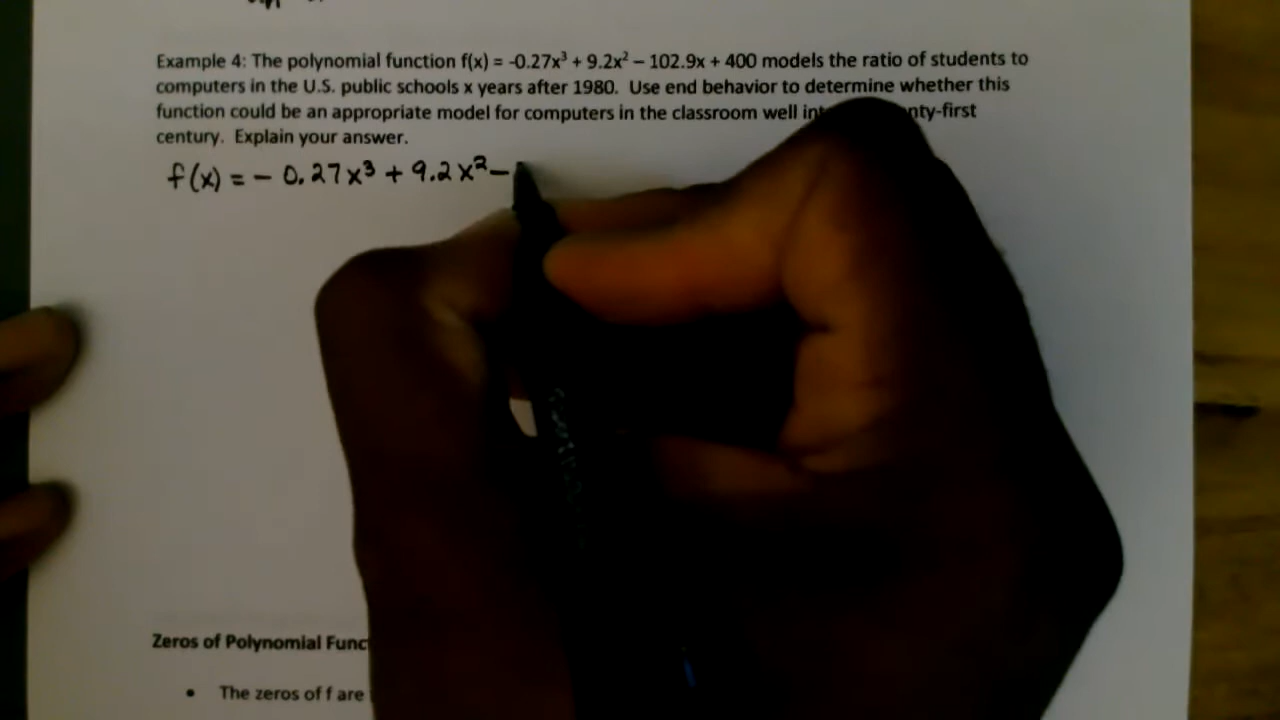 Example 4: The polynomial function f(x) = -0.27x³ + 9.2x² – 102.9x + 400 models the ratio of students to
computers in the U.S. public schools x years after 1980. Use end behavior to determine whether this
function could be an appropriate model for computers in the classroom well nty-first
century. Explain your answer.
f(x) = - 0.27x³ + 9.2x² -
Zeros of Polynomial Func
• The zeros of f are